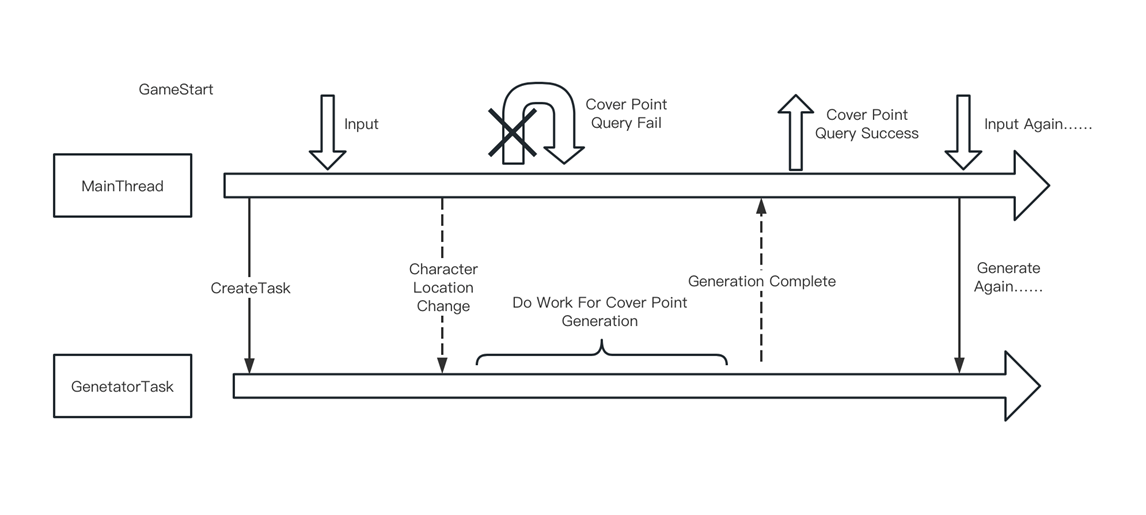 GameStart
Input
Cover Point
Query Fail
Cover Point
Query Success
Input Again……
MainThread
CreateTask
Character
Location
Change
Do Work For Cover Point
Generation
Generation Complete
Generate
Again……
GenetatorTask